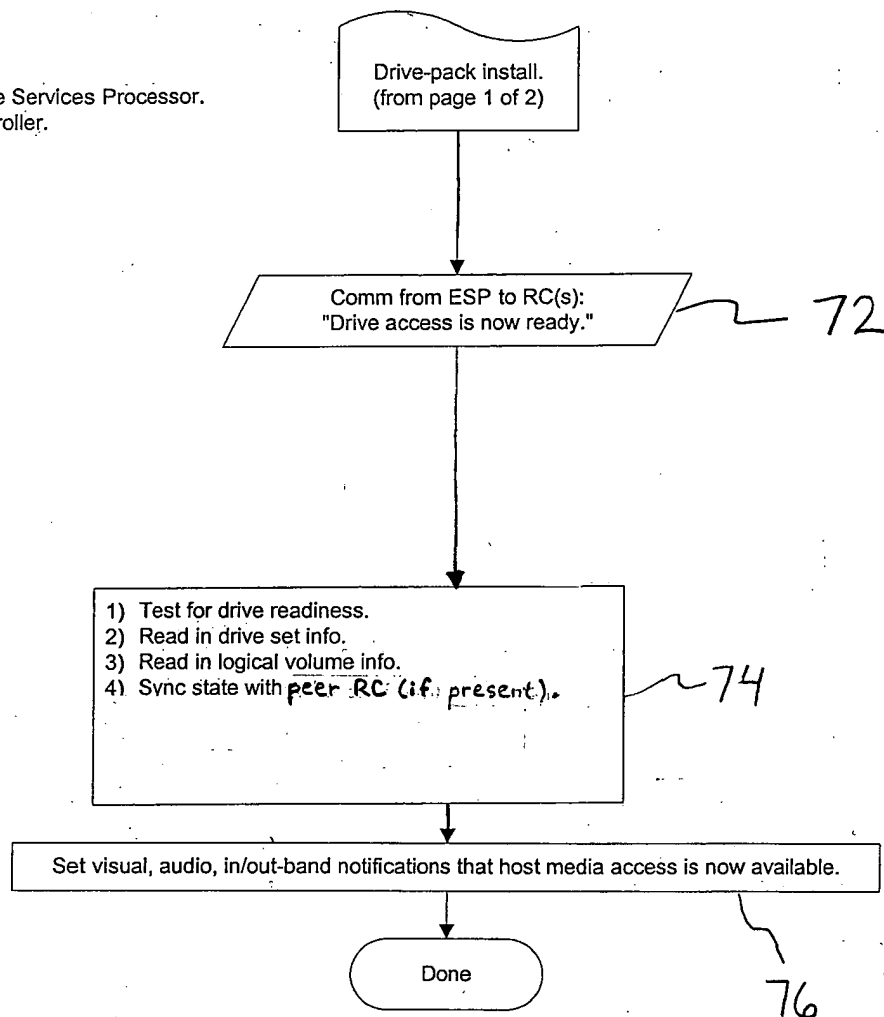 Drive-pack install.
(from page 1 of 2)
e Services Processor.
roller.
Comm from ESP to RC(s):
"Drive access is now ready."
72
1) Test for drive readiness.
2) Read in drive set info.
3) Read in logical volume info.
4) Sync state with peer RC (if present).
74
Set visual, audio, in/out-band notifications that host media access is now available.
76
Done